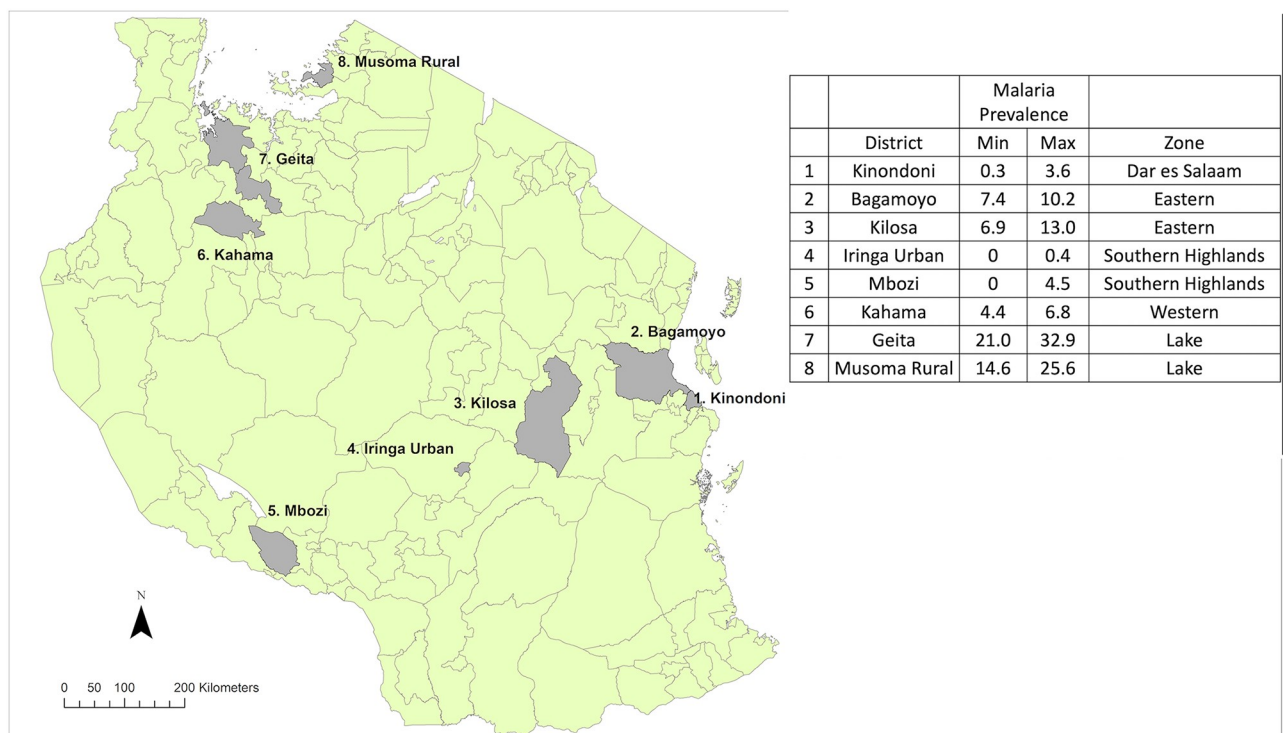 8. Musoma Rural
7. Geita
6. Kahama
2. Bagamoyo
1. Kinondoni
3. Kilosa
4. Iringa Urban
5. Mbozi
N
0 50 100 200 Kilometers
Malaria
Prevalence
District Min Max Zone
1 Kinondoni 0.3 3.6 Dar es Salaam
2 Bagamoyo 7.4 10.2 Eastern
3 Kilosa 6.9 13.0 Eastern
4 Iringa Urban 0 0.4 Southern Highlands
5 Mbozi 0 4.5 Southern Highlands
6 Kahama 4.4 6.8 Western
7 Geita 21.0 32.9 Lake
8 Musoma Rural 14.6 25.6 Lake